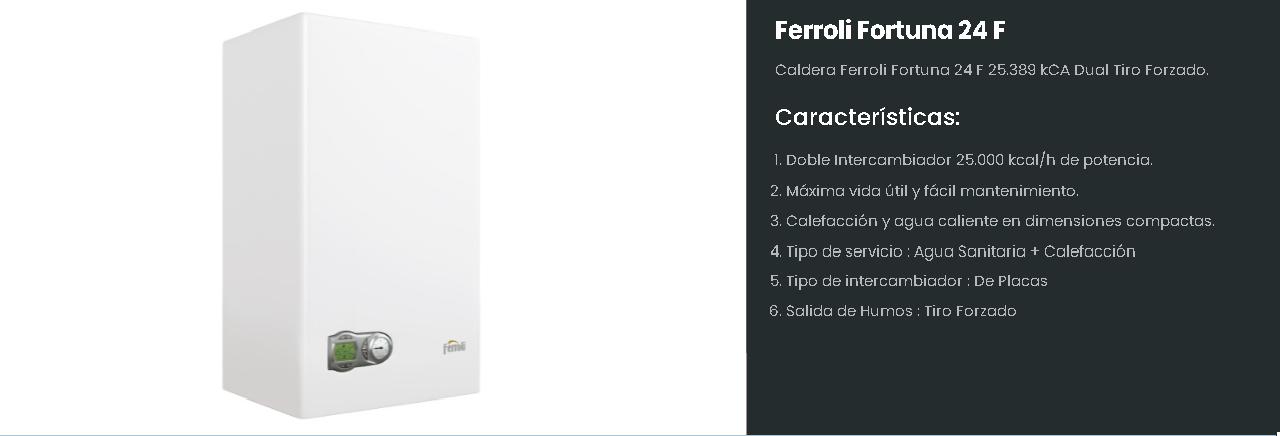 Ferroli Fortuna 24 F
Caldera Ferroli Fortuna 24 F 25.389 kCA Dual Tiro Forzado.
Características:
1. Doble Intercambiador 25.000 kcal/h de potencia.
2. Máxima vida útil y fácil mantenimiento.
3. Calefacción y agua caliente en dimensiones compactas.
4. Tipo de servicio : Agua Sanitaria + Calefacción
5. Tipo de intercambiador : De Placas
6. Salida de Humos : Tiro Forzado
Ferroli